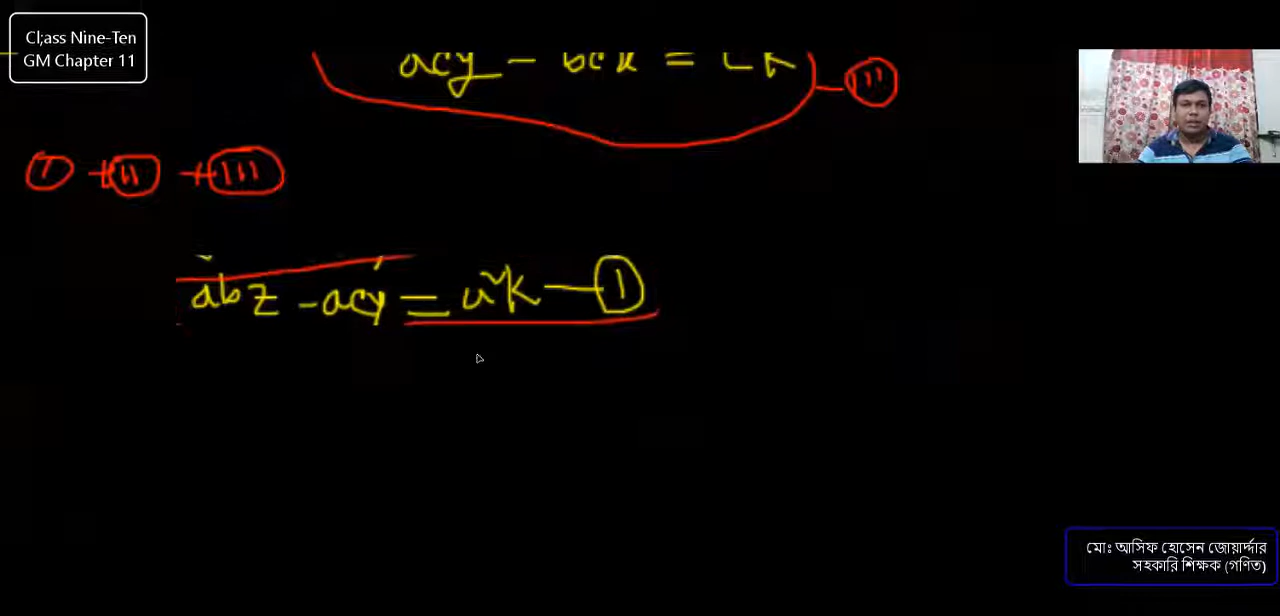 Cl;ass Nine-Ten
GM Chapter 11
acy - bcx = c²k - (iii)
(i) + (ii) + (iii)
abz - acy = a²k - (i)
মোঃ আসিফ হোসেন জোয়ার্দ্দার
সহকারি শিক্ষক (গণিত)